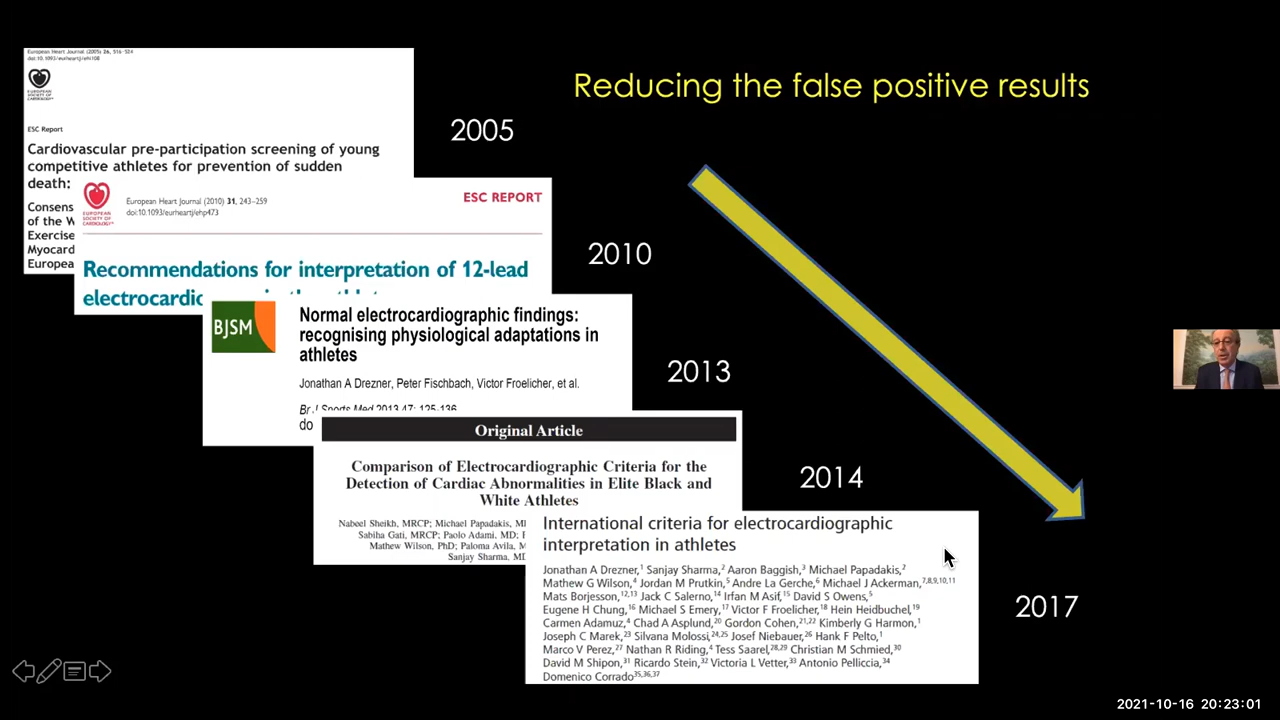 Reducing the false positive results
European Heart Journal (2005) 26, 516–524
doi:10.1093/eurheartj/ehi108
EUROPEAN
SOCIETY OF
CARDIOLOGY®
ESC Report
Cardiovascular pre-participation screening of young
competitive athletes for prevention of sudden
death:
Consens
of the W
Exercise
Myocard
Europea
2005
EUROPEAN
SOCIETY OF
CARDIOLOGY®
European Heart Journal (2010) 31, 243–259
doi:10.1093/eurheartj/ehp473
ESC REPORT
Recommendations for interpretation of 12-lead
2010
BJSM
Normal electrocardiographic findings:
recognising physiological adaptations in
athletes
Jonathan A Drezner, Peter Fischbach, Victor Froelicher, et al.
Br J Sports Med 2013 47: 125-136
do
2013
Original Article
Comparison of Electrocardiographic Criteria for the
Detection of Cardiac Abnormalities in Elite Black and
White Athletes
Nabeel Sheikh, MRCP; Michael Papadakis, M
Sabiha Gati, MRCP; Paolo Adami, MD; F
Mathew Wilson, PhD; Paloma Avila, M
Sanjay Sharma, MD
2014
International criteria for electrocardiographic
interpretation in athletes
Jonathan A Drezner,1 Sanjay Sharma,2 Aaron Baggish,3 Michael Papadakis,2
Mathew G Wilson,4 Jordan M Prutkin,5 Andre La Gerche,6 Michael J Ackerman,7,8,9,10,11
Mats Borjesson,12,13 Jack C Salerno,14 Irfan M Asif,15 David S Owens,5
Eugene H Chung,16 Michael S Emery,17 Victor F Froelicher,18 Hein Heidbuchel,19
Carmen Adamuz,4 Chad A Asplund,20 Gordon Cohen,21,22 Kimberly G Harmon,1
Joseph C Marek,23 Silvana Molossi,24,25 Josef Niebauer,26 Hank F Pelto,1
Marco V Perez,27 Nathan R Riding,4 Tess Saarel,28,29 Christian M Schmied,30
David M Shipon,31 Ricardo Stein,32 Victoria L Vetter,33 Antonio Pelliccia,34
Domenico Corrado35,36,37
2017
2021-10-16 20:23:01